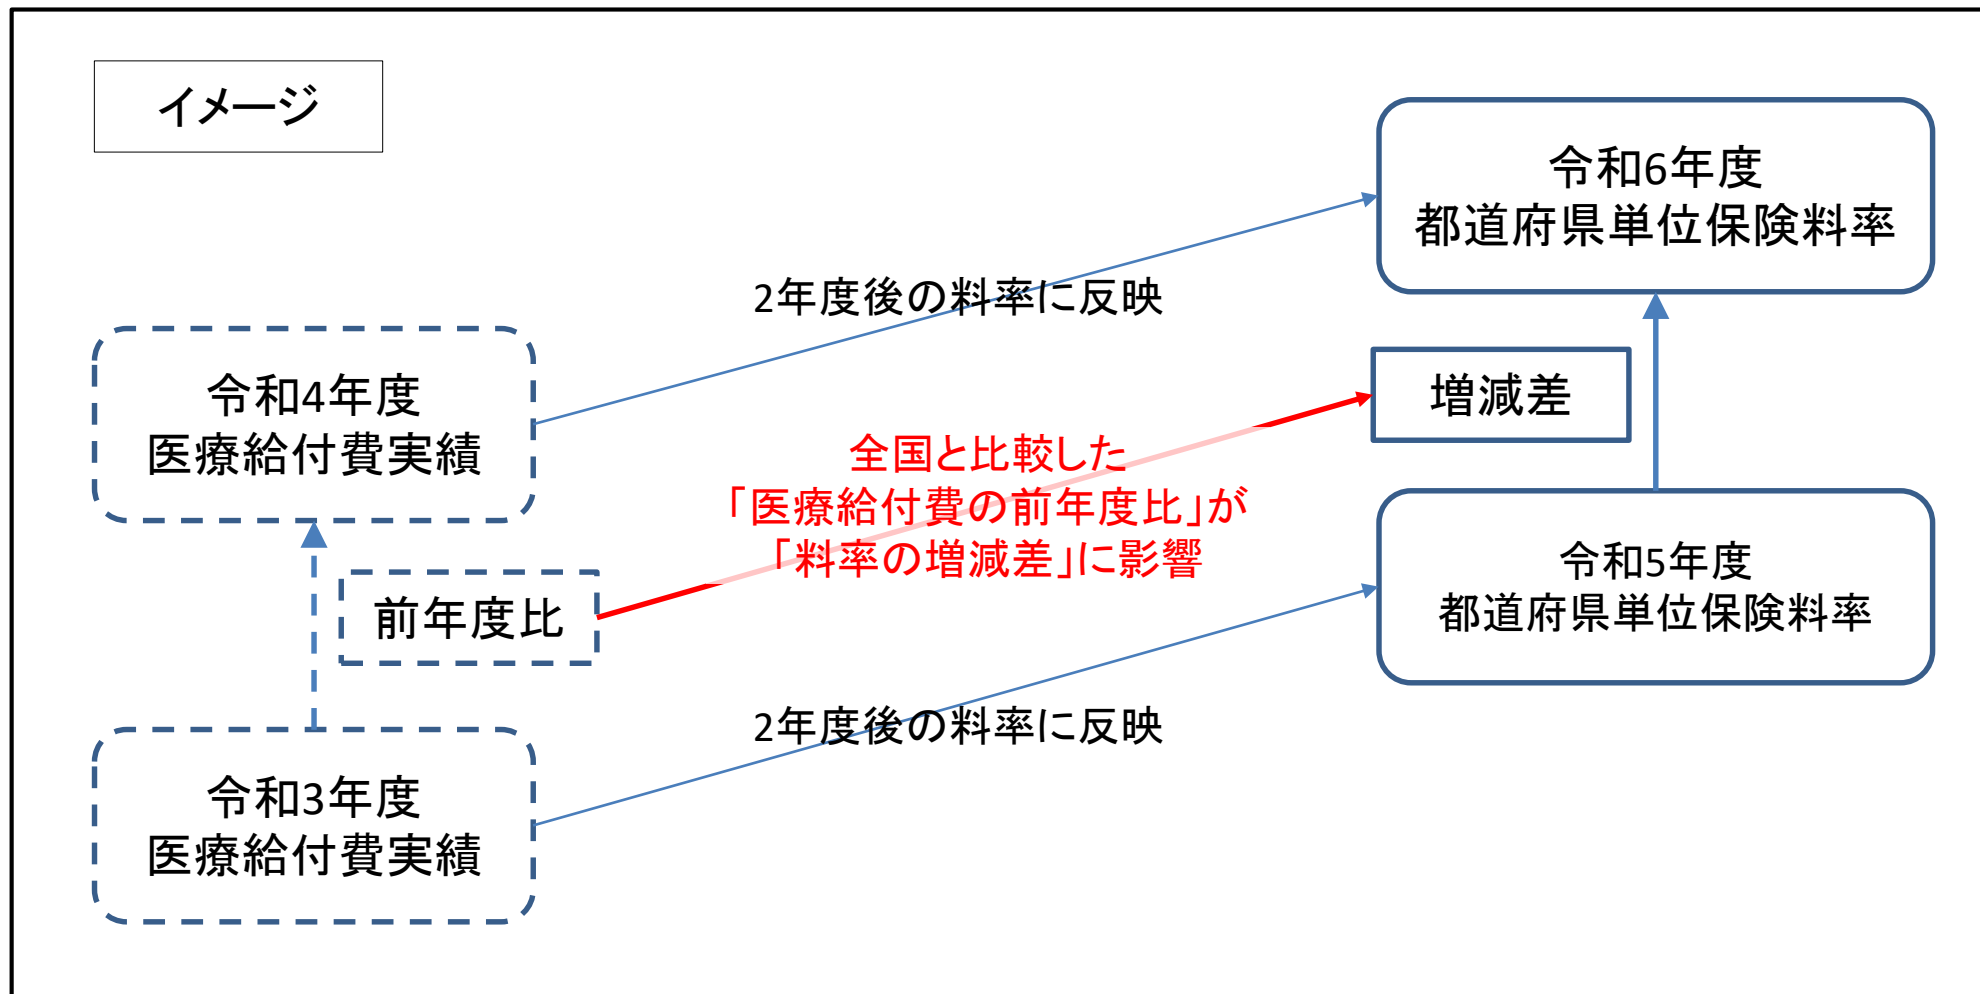 イメージ
令和6年度
都道府県単位保険料率
2年度後の料率に反映
令和4年度
医療給付費実績
増減差
全国と比較した
「医療給付費の前年度比」が
「料率の増減差」に影響
前年度比
令和5年度
都道府県単位保険料率
2年度後の料率に反映
令和3年度
医療給付費実績